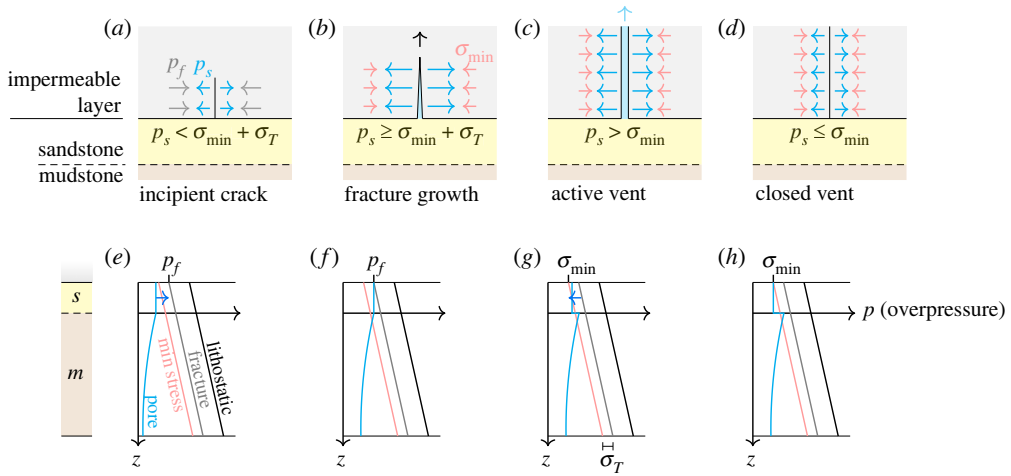 (a) (b) (c) (d)
p_f p_s σ_min
impermeable
layer
p_s < σ_min + σ_T p_s ≥ σ_min + σ_T p_s > σ_min p_s ≤ σ_min
sandstone
mudstone
incipient crack fracture growth active vent closed vent
(e) p_f (f) p_f (g) σ_min (h) σ_min
s
p (overpressure)
m
pore
min stress
fracture
lithostatic
z z σ_T z z